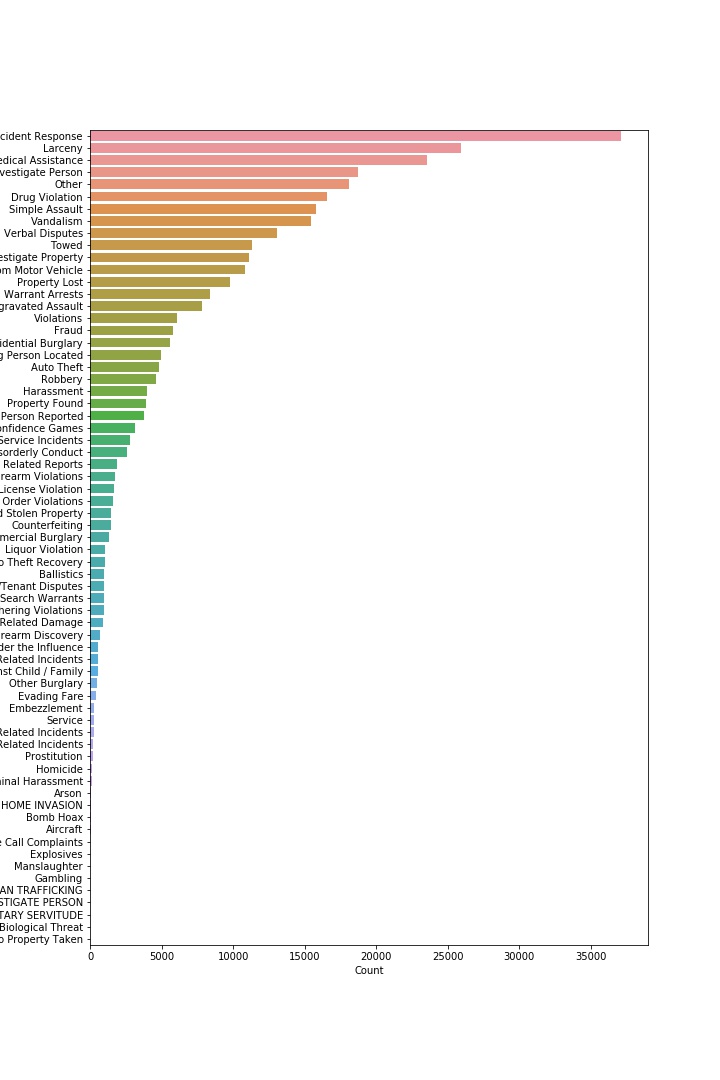 cident Response
Larceny
edical Assistance
vestigate Person
Other
Drug Violation
Simple Assault
Vandalism
Verbal Disputes
Towed
estigate Property
om Motor Vehicle
Property Lost
Warrant Arrests
gravated Assault
Violations
Fraud
idential Burglary
g Person Located
Auto Theft
Robbery
Harassment
Property Found
Person Reported
onfidence Games
Service Incidents
sorderly Conduct
Related Reports
rearm Violations
License Violation
Order Violations
d Stolen Property
Counterfeiting
mercial Burglary
Liquor Violation
o Theft Recovery
Ballistics
/Tenant Disputes
Search Warrants
hering Violations
Related Damage
rearm Discovery
der the Influence
Related Incidents
nst Child / Family
Other Burglary
Evading Fare
Embezzlement
Service
Related Incidents
Related Incidents
Prostitution
Homicide
inal Harassment
Arson
HOME INVASION
Bomb Hoax
Aircraft
e Call Complaints
Explosives
Manslaughter
Gambling
AN TRAFFICKING
STIGATE PERSON
TARY SERVITUDE
Biological Threat
o Property Taken
0 5000 10000 15000 20000 25000 30000 35000
Count